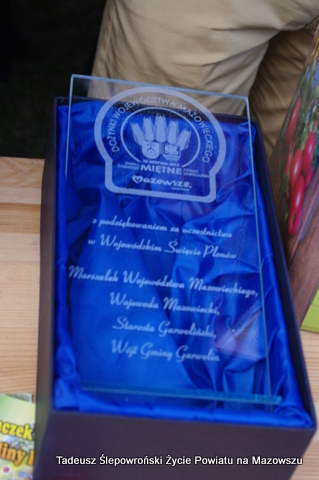 DOŻYNKI WOJEWÓDZTWA MAZOWIECKIEGO
MIĘTNE
Mazowsze.
z podziękowaniem za uczestnictwo
w Wojewódzkim Święcie Plonów
Marszałek Województwa Mazowieckiego,
Wojewoda Mazowiecki,
Starosta Garwoliński,
Wójt Gminy Garwolin
Tadeusz Ślepowroński Życie Powiatu na Mazowszu